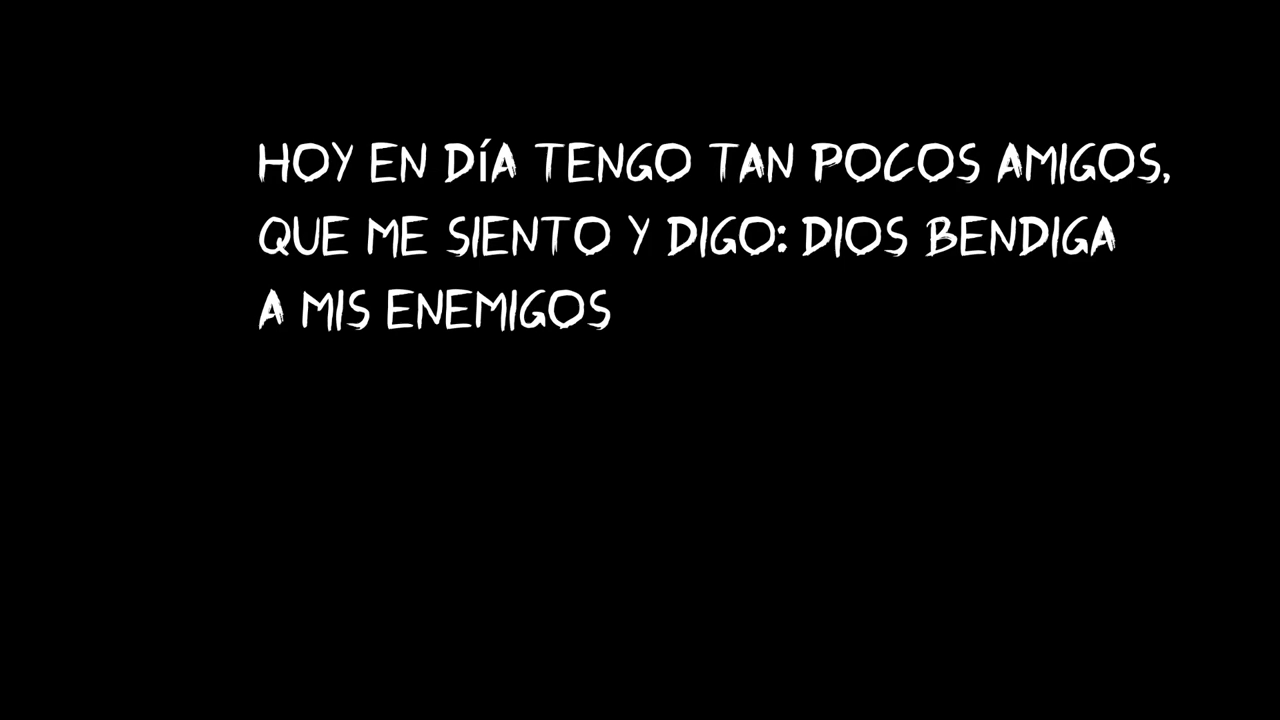 HOY EN DÍA TENGO TAN POCOS AMIGOS,
QUE ME SIENTO Y DIGO: DIOS BENDIGA
A MIS ENEMIGOS